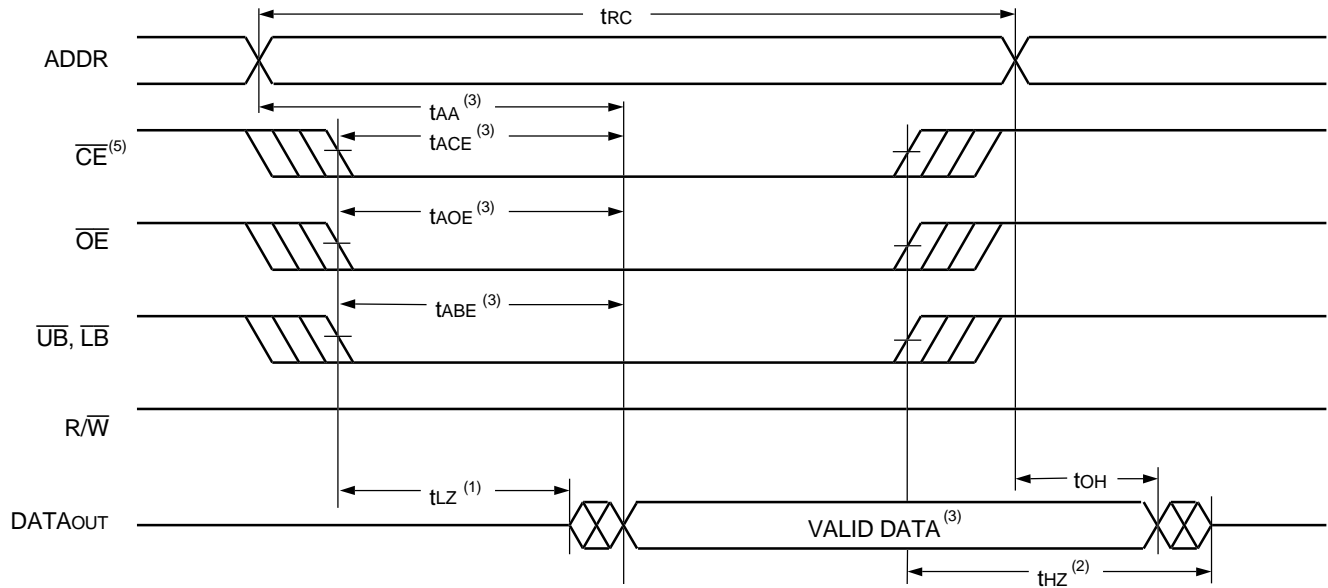 tRC
ADDR
tAA (3)
CE (5)
tACE (3)
OE
tAOE (3)
UB, LB
tABE (3)
R/W
tLZ (1)
tOH
DATAOUT
VALID DATA (3)
tHZ (2)